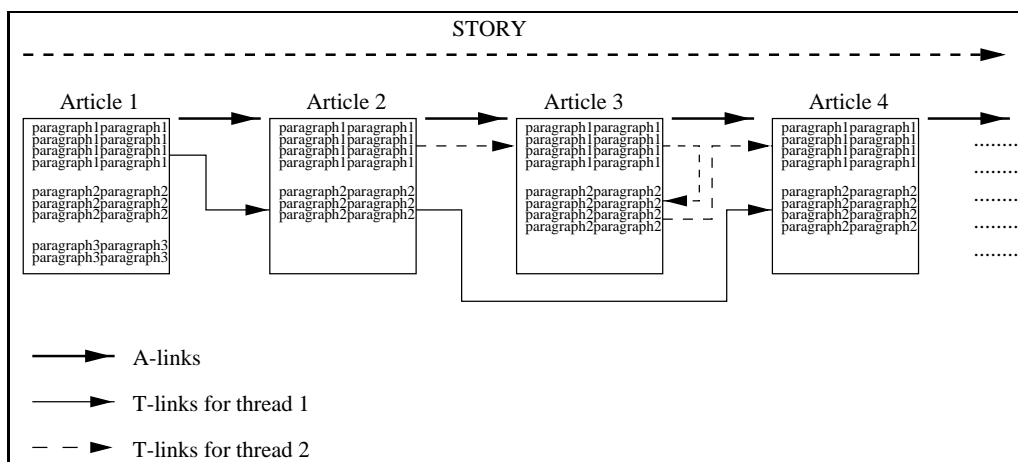 STORY
Article 1
paragraph1paragraph1
paragraph1paragraph1
paragraph1paragraph1
paragraph1paragraph1
paragraph2paragraph2
paragraph2paragraph2
paragraph2paragraph2
paragraph3paragraph3
paragraph3paragraph3
Article 2
paragraph1paragraph1
paragraph1paragraph1
paragraph1paragraph1
paragraph1paragraph1
paragraph2paragraph2
paragraph2paragraph2
paragraph2paragraph2
Article 3
paragraph1paragraph1
paragraph1paragraph1
paragraph1paragraph1
paragraph1paragraph1
paragraph2paragraph2
paragraph2paragraph2
paragraph2paragraph2
paragraph2paragraph2
Article 4
paragraph1paragraph1
paragraph1paragraph1
paragraph1paragraph1
paragraph1paragraph1
paragraph2paragraph2
paragraph2paragraph2
paragraph2paragraph2
paragraph2paragraph2
.........
.........
.........
.........
.........
A-links
T-links for thread 1
T-links for thread 2